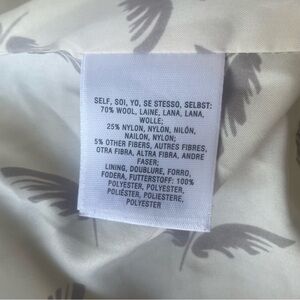 SELF, SOI, YO, SE STESSO, SELBST:
70% WOOL, LAINE, LANA, LANA,
WOLLE;
25% NYLON, NYLON, NILÓN,
NAILON, NYLON;
5% OTHER FIBERS, AUTRES FIBRES,
OTRA FIBRA, ALTRA FIBRA, ANDRE
FASER;
LINING, DOUBLURE, FORRO,
FODERA, FUTTERSTOFF: 100%
POLYESTER, POLYESTER,
POLIÉSTER, POLIESTERE,
POLYESTER